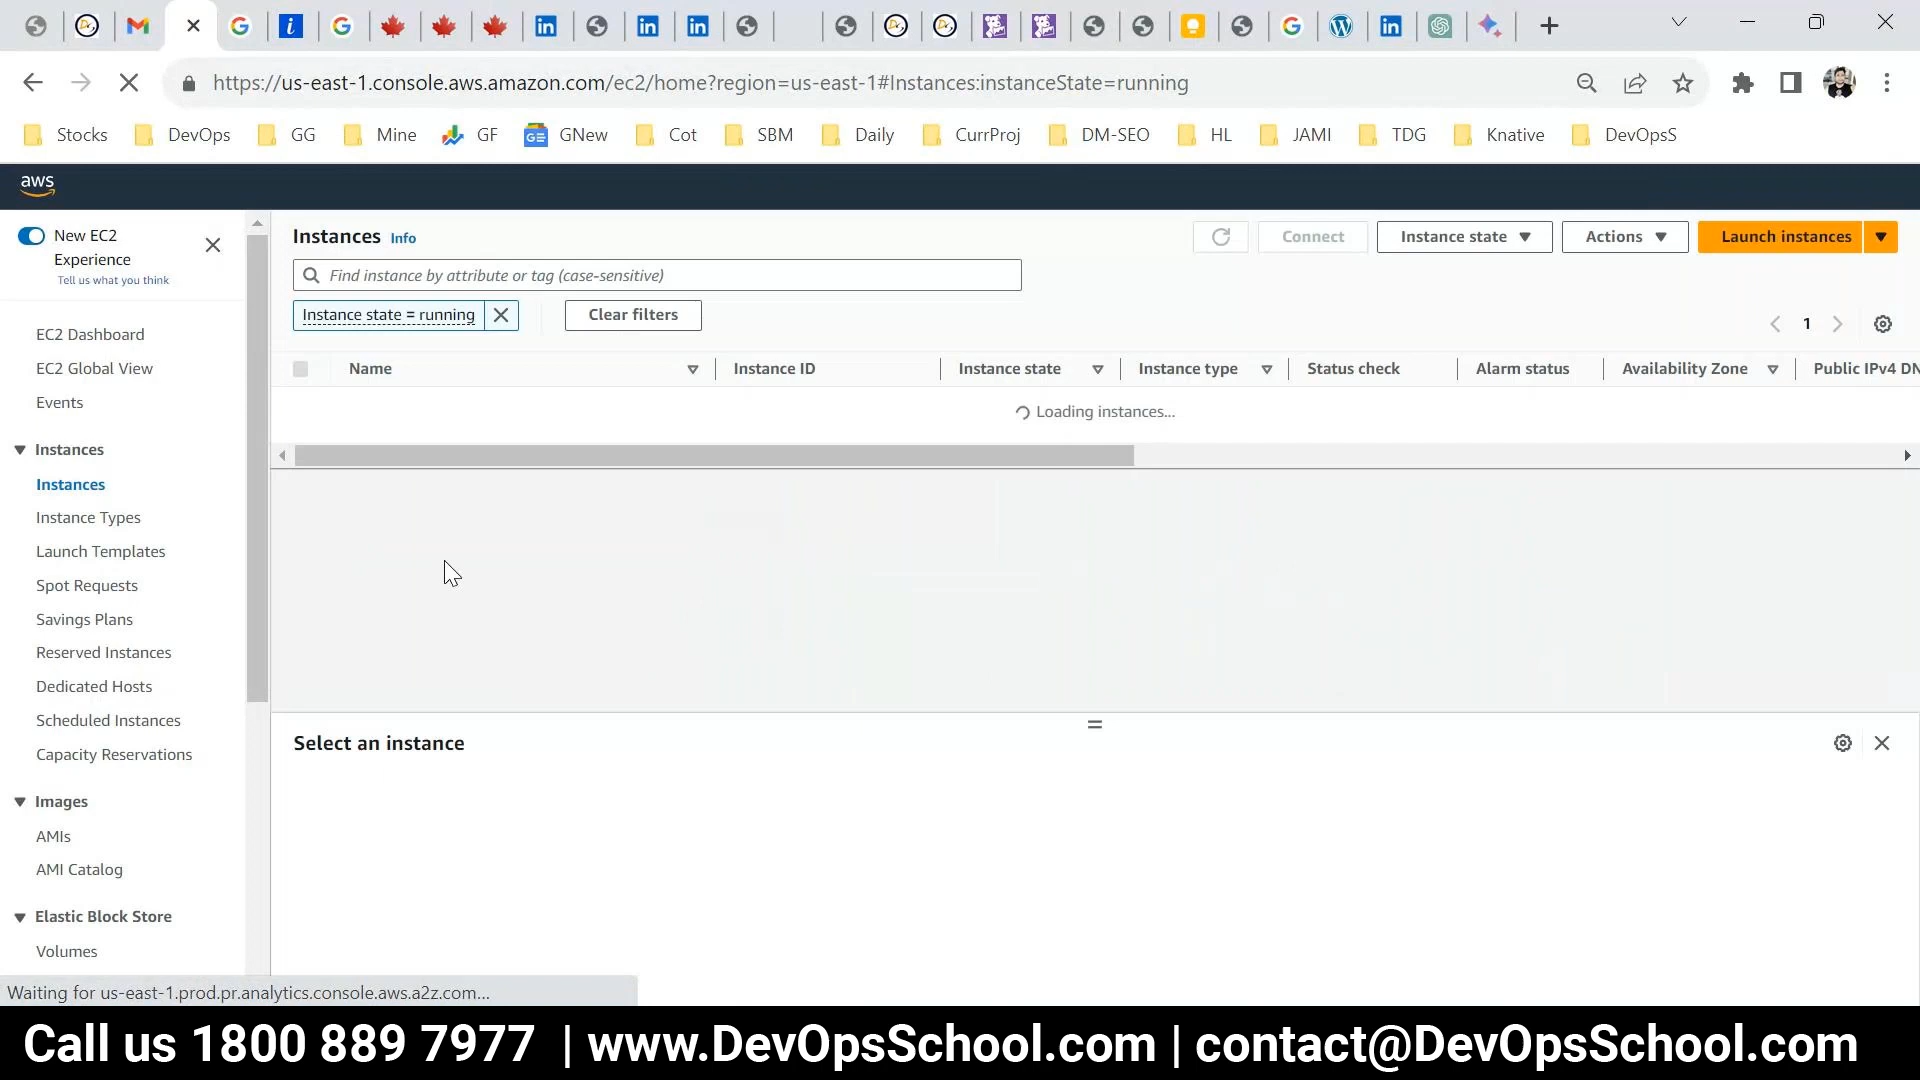 https://us-east-1.console.aws.amazon.com/ec2/home?region=us-east-1#Instances:instanceState=running
Stocks DevOps GG Mine GF GNew Cot SBM Daily CurrProj DM-SEO HL JAMI TDG Knative DevOpsS
aws
New EC2
Experience
Tell us what you think
EC2 Dashboard
EC2 Global View
Events
Instances
Instances
Instance Types
Launch Templates
Spot Requests
Savings Plans
Reserved Instances
Dedicated Hosts
Scheduled Instances
Capacity Reservations
Images
AMIs
AMI Catalog
Elastic Block Store
Volumes
Instances Info
Connect Instance state Actions Launch instances
Find instance by attribute or tag (case-sensitive)
Instance state = running Clear filters
1
Name Instance ID Instance state Instance type Status check Alarm status Availability Zone Public IPv4 DN
Loading instances...
Select an instance
Waiting for us-east-1.prod.pr.analytics.console.aws.a2z.com...
Call us 1800 889 7977 | www.DevOpsSchool.com | contact@DevOpsSchool.com